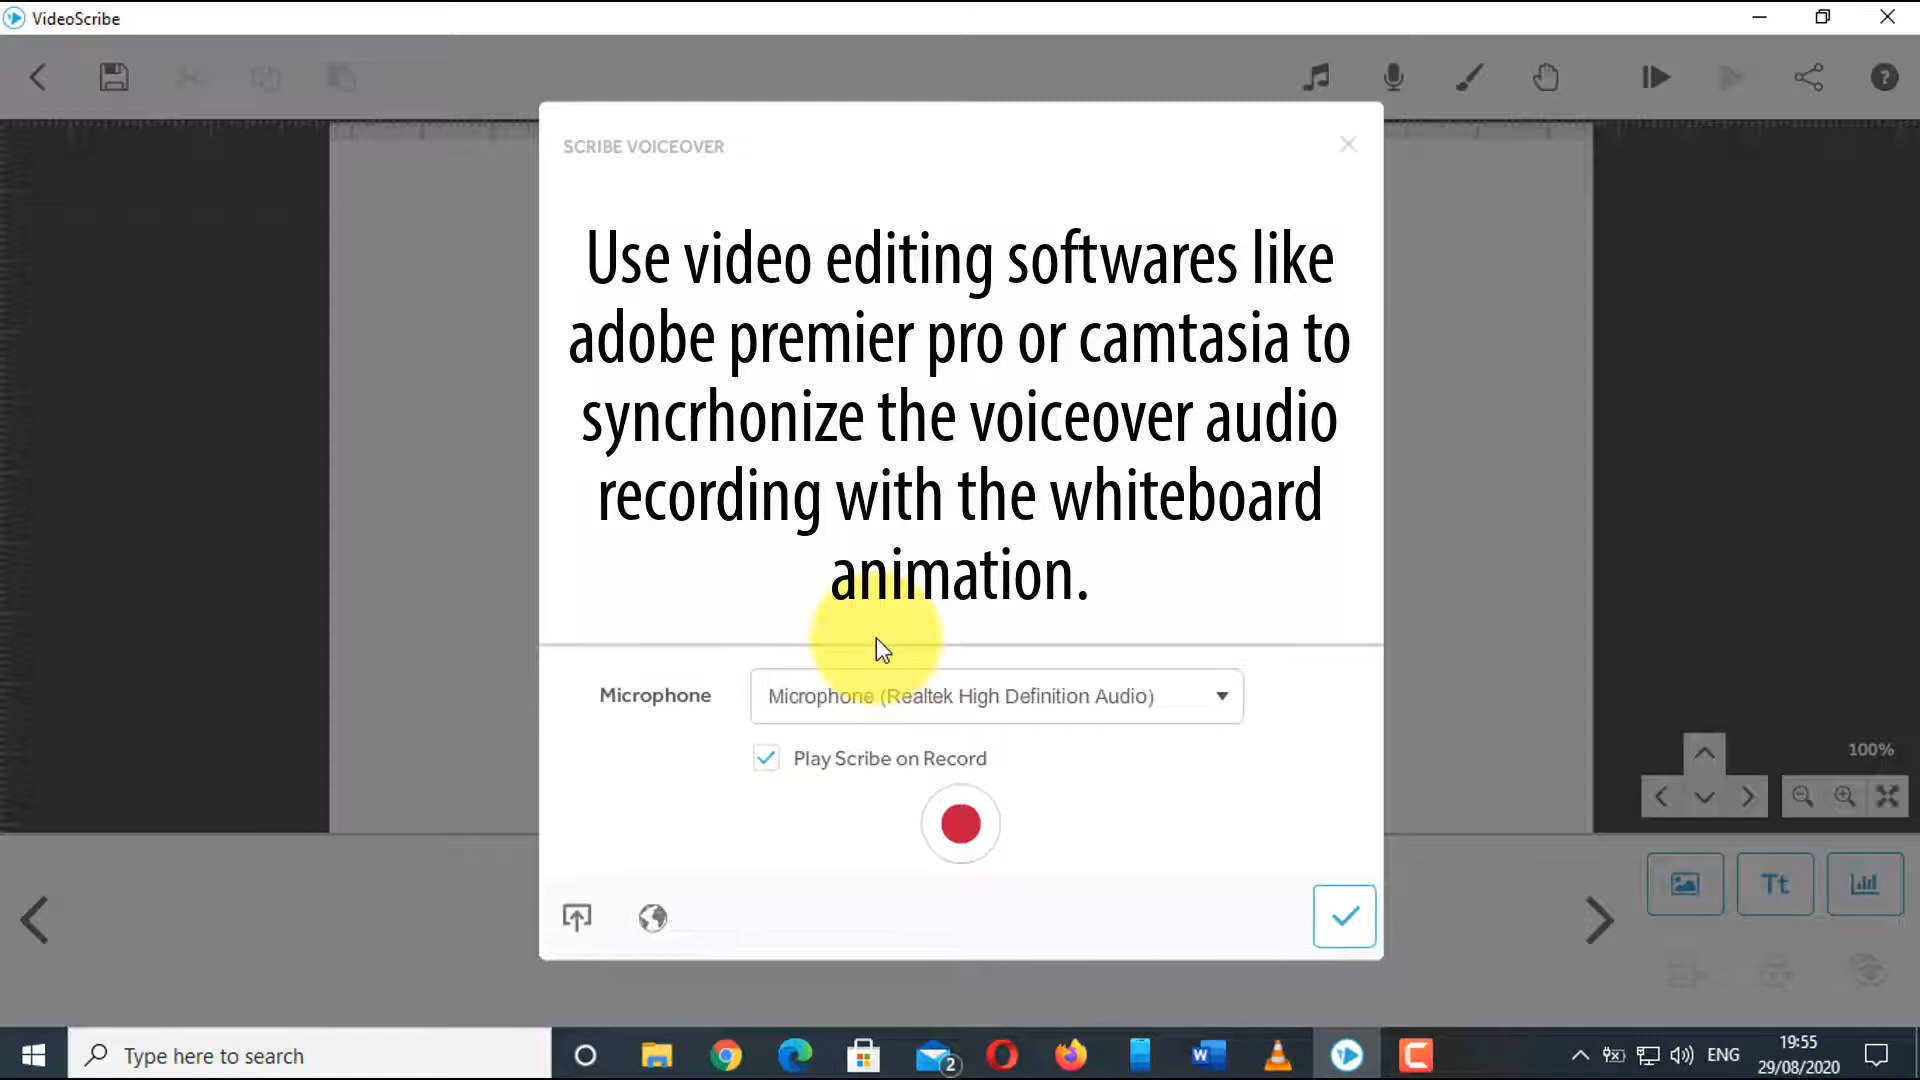 VideoScribe
SCRIBE VOICEOVER
Use video editing softwares like
adobe premier pro or camtasia to
syncrhonize the voiceover audio
recording with the whiteboard
animation.
Microphone
Microphone (Realtek High Definition Audio)
Play Scribe on Record
100%
Tt
Type here to search
2
W
ENG
19:55
29/08/2020